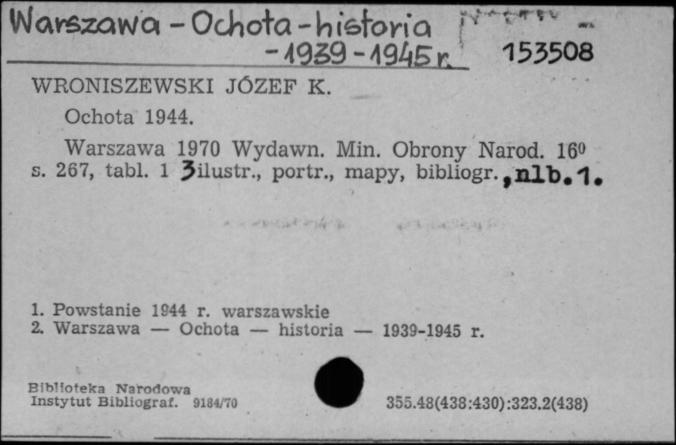 Warszawa - Ochota - historia
- 1939 - 1945 r.
153508
WRONISZEWSKI JÓZEF K.
Ochota 1944.
Warszawa 1970 Wydawn. Min. Obrony Narod. 16⁰
s. 267, tabl. 1 3 ilustr., portr., mapy, bibliogr., nlb. 1.
1. Powstanie 1944 r. warszawskie
2. Warszawa — Ochota — historia — 1939-1945 r.
Biblioteka Narodowa
Instytut Bibliograf. 9184/70
355.48(438:430):323.2(438)